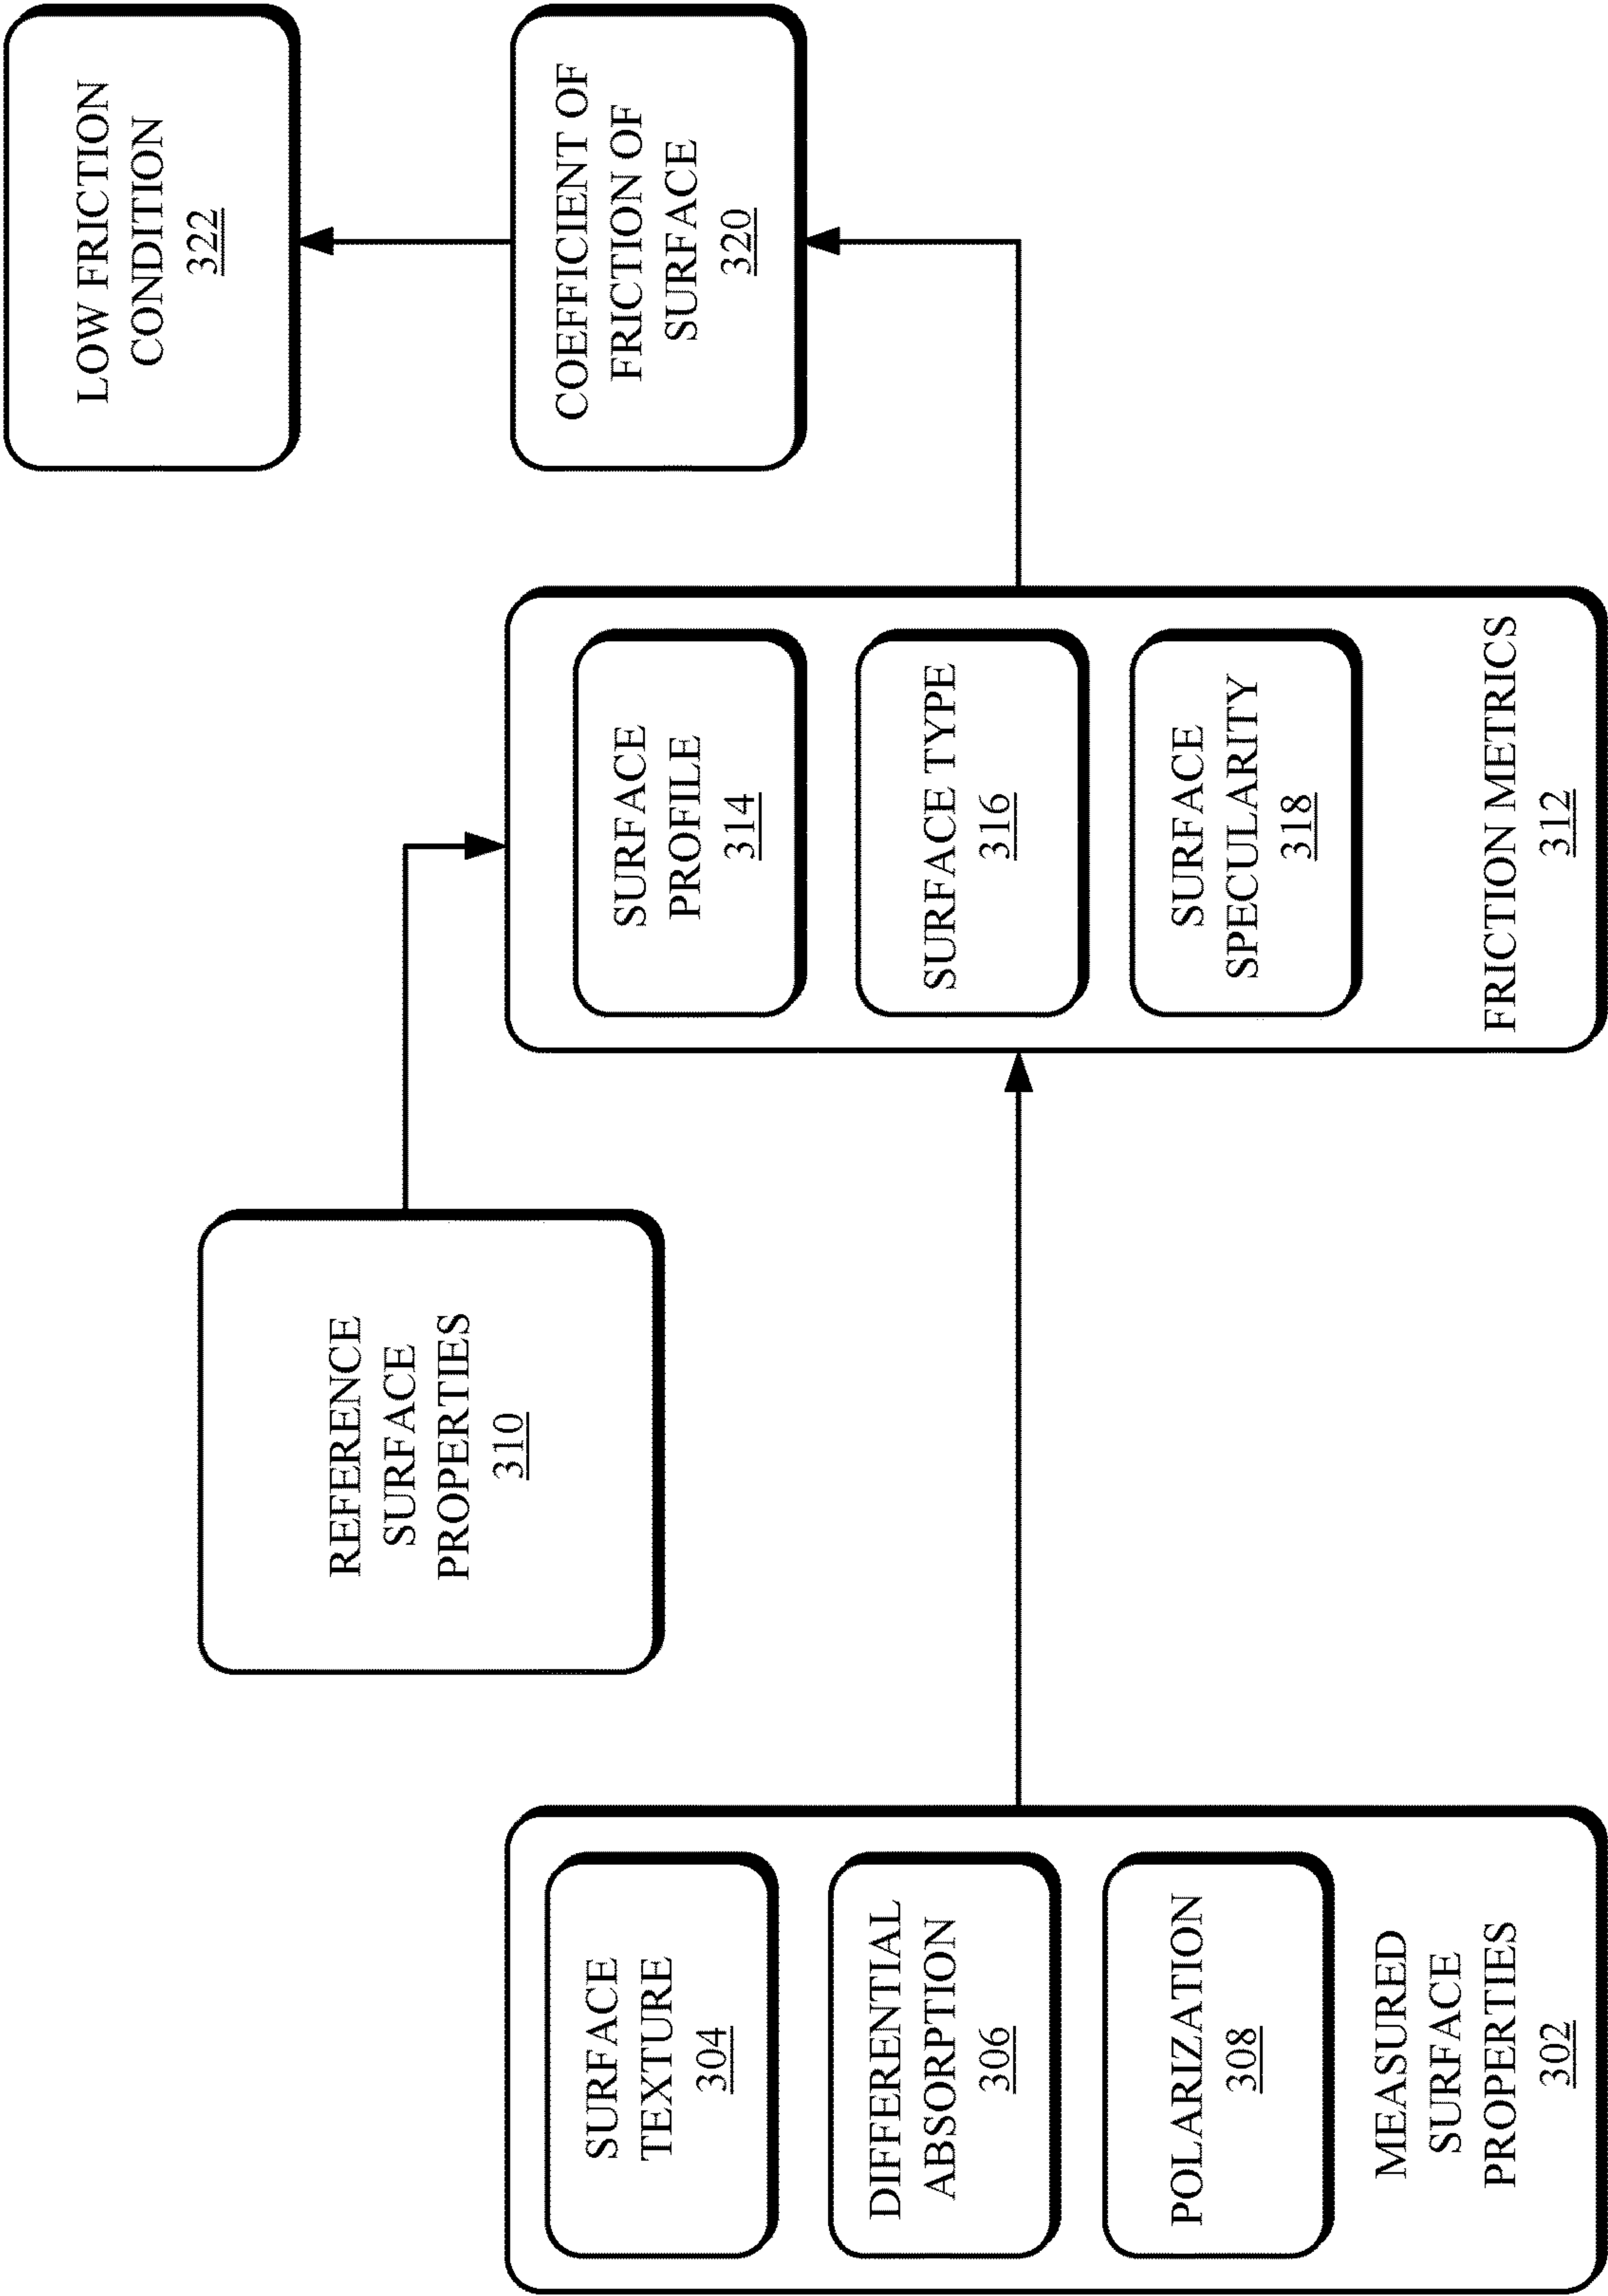 SURFACE
TEXTURE
304
DIFFERENTIAL
ABSORPTION
306
POLARIZATION
308
MEASURED
SURFACE
PROPERTIES
302
REFERENCE
SURFACE
PROPERTIES
310
SURFACE
PROFILE
314
SURFACE TYPE
316
SURFACE
SPECULARITY
318
FRICTION METRICS
312
LOW FRICTION
CONDITION
322
COEFFICIENT OF
FRICTION OF
SURFACE
320